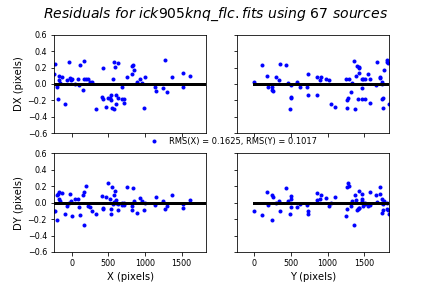 Residuals for ick905knq_flc.fits using 67 sources
0.6
0.4
0.2
0.0
−0.2
−0.4
−0.6
DX (pixels)
RMS(X) = 0.1625, RMS(Y) = 0.1017
0.6
0.4
0.2
0.0
−0.2
−0.4
−0.6
DY (pixels)
0 500 1000 1500
0 500 1000 1500
X (pixels) Y (pixels)